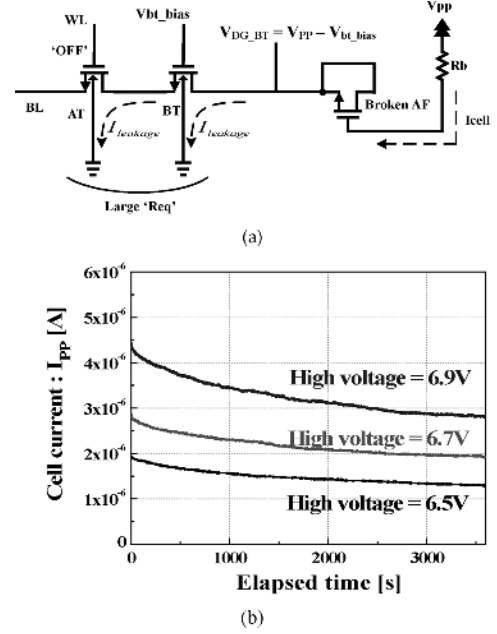 (a)
WL
Vbt_bias
V_DG_BT = V_PP − V_bt_bias
Vpp
'OFF'
Rb
BL
AT
I_leakage
BT
I_leakage
Broken AF
Icell
Large 'Req'
(a)
6x10⁻⁶
5x10⁻⁶
4x10⁻⁶
3x10⁻⁶
2x10⁻⁶
1x10⁻⁶
0
Cell current : I_PP [A]
High voltage = 6.9V
High voltage = 6.7V
High voltage = 6.5V
0
1000
2000
3000
Elapsed time [s]
(b)